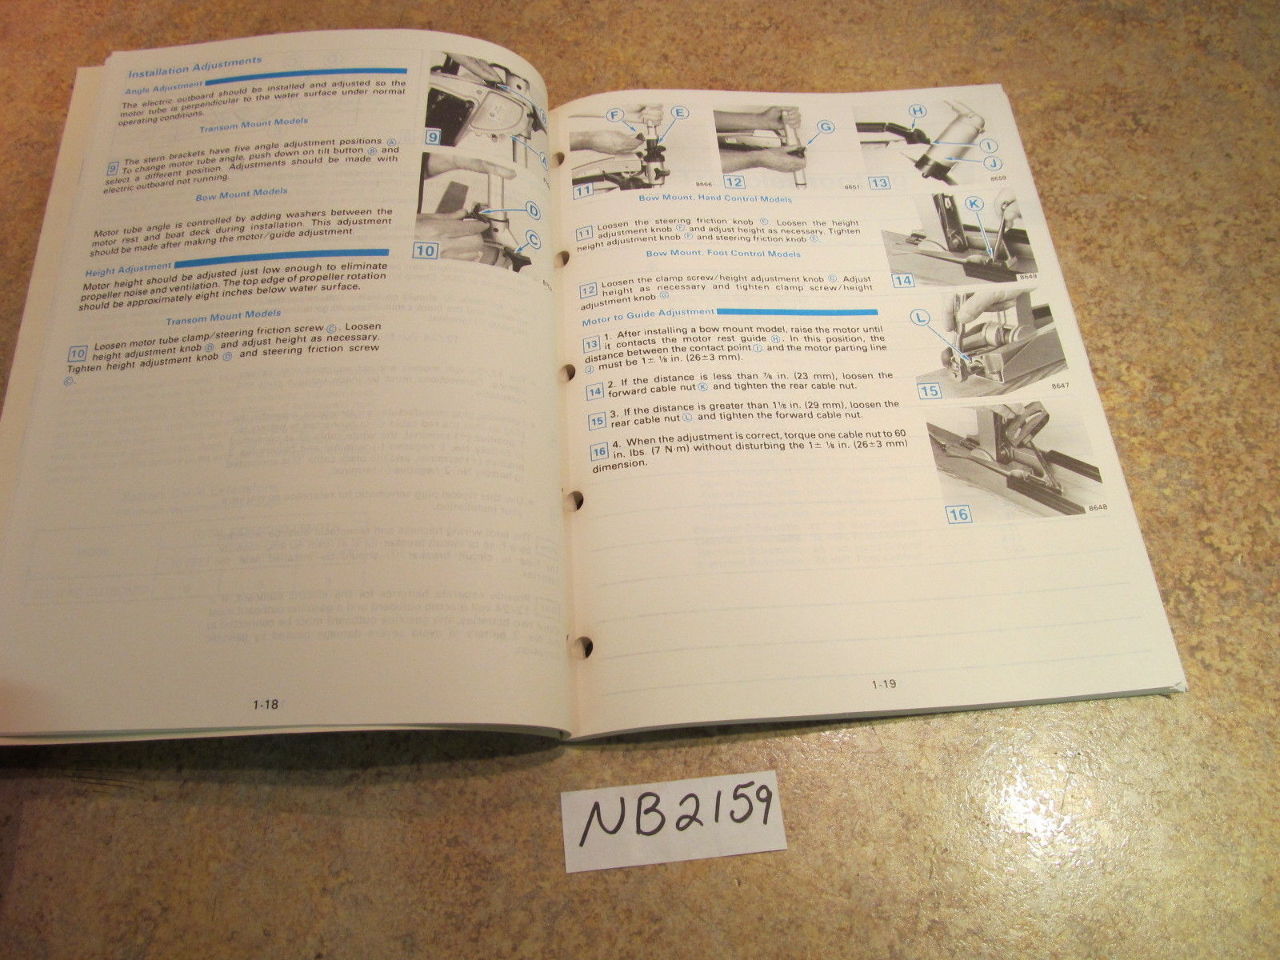 Installation Adjustments
Angle Adjustment
The electric outboard should be installed and adjusted so the
motor tube is perpendicular to the water surface under normal
operating conditions.
Transom Mount Models
9 The stern brackets have five angle adjustment positions Ⓐ.
To change motor tube angle, push down on tilt button Ⓑ and
select a different position. Adjustments should be made with
electric outboard not running.
Bow Mount Models
Motor tube angle is controlled by adding washers between the
motor rest and boat deck during installation. This adjustment
should be made after making the motor/guide adjustment.
Height Adjustment
Motor height should be adjusted just low enough to eliminate
propeller noise and ventilation. The top edge of propeller rotation
should be approximately eight inches below water surface.
Transom Mount Models
10 Loosen motor tube clamp/steering friction screw Ⓒ. Loosen
height adjustment knob Ⓓ and adjust height as necessary.
Tighten height adjustment knob Ⓓ and steering friction screw
Ⓒ.
9
10
D
C
1-18
F
E
11
8666
G
12
8651
H
I
J
13
8650
Bow Mount, Hand Control Models
11 Loosen the steering friction knob Ⓔ. Loosen the height
adjustment knob Ⓕ and adjust height as necessary. Tighten
height adjustment knob Ⓕ and steering friction knob Ⓔ.
Bow Mount, Foot Control Models
12 Loosen the clamp screw/height adjustment knob Ⓖ. Adjust
height as necessary and tighten clamp screw/height
adjustment knob Ⓖ.
Motor to Guide Adjustment
13 1. After installing a bow mount model, raise the motor until
it contacts the motor rest guide Ⓗ. In this position, the
distance between the contact point Ⓘ and the motor parting line
Ⓙ must be 1± ⅛ in. (26±3 mm).
14 2. If the distance is less than ⅞ in. (23 mm), loosen the
forward cable nut Ⓚ and tighten the rear cable nut.
15 3. If the distance is greater than 1⅛ in. (29 mm), loosen the
rear cable nut Ⓛ and tighten the forward cable nut.
16 4. When the adjustment is correct, torque one cable nut to 60
in. lbs. (7 N·m) without disturbing the 1± ⅛ in. (26±3 mm)
dimension.
K
14
8649
L
15
8647
16
8648
1-19
NB2159